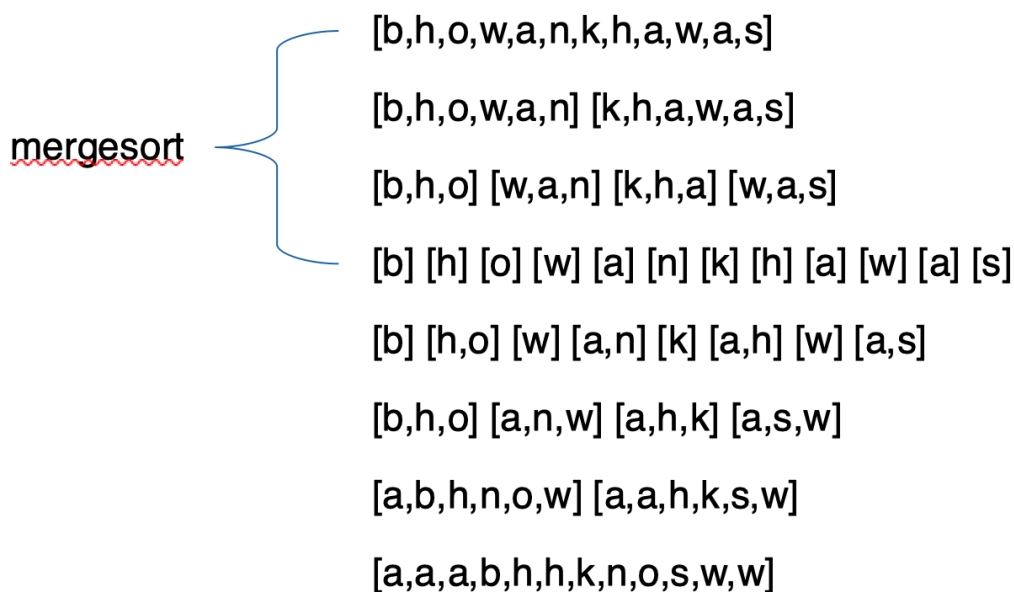 [b,h,o,w,a,n,k,h,a,w,a,s]
[b,h,o,w,a,n] [k,h,a,w,a,s]
mergesort
[b,h,o] [w,a,n] [k,h,a] [w,a,s]
[b] [h] [o] [w] [a] [n] [k] [h] [a] [w] [a] [s]
[b] [h,o] [w] [a,n] [k] [a,h] [w] [a,s]
[b,h,o] [a,n,w] [a,h,k] [a,s,w]
[a,b,h,n,o,w] [a,a,h,k,s,w]
[a,a,a,b,h,h,k,n,o,s,w,w]